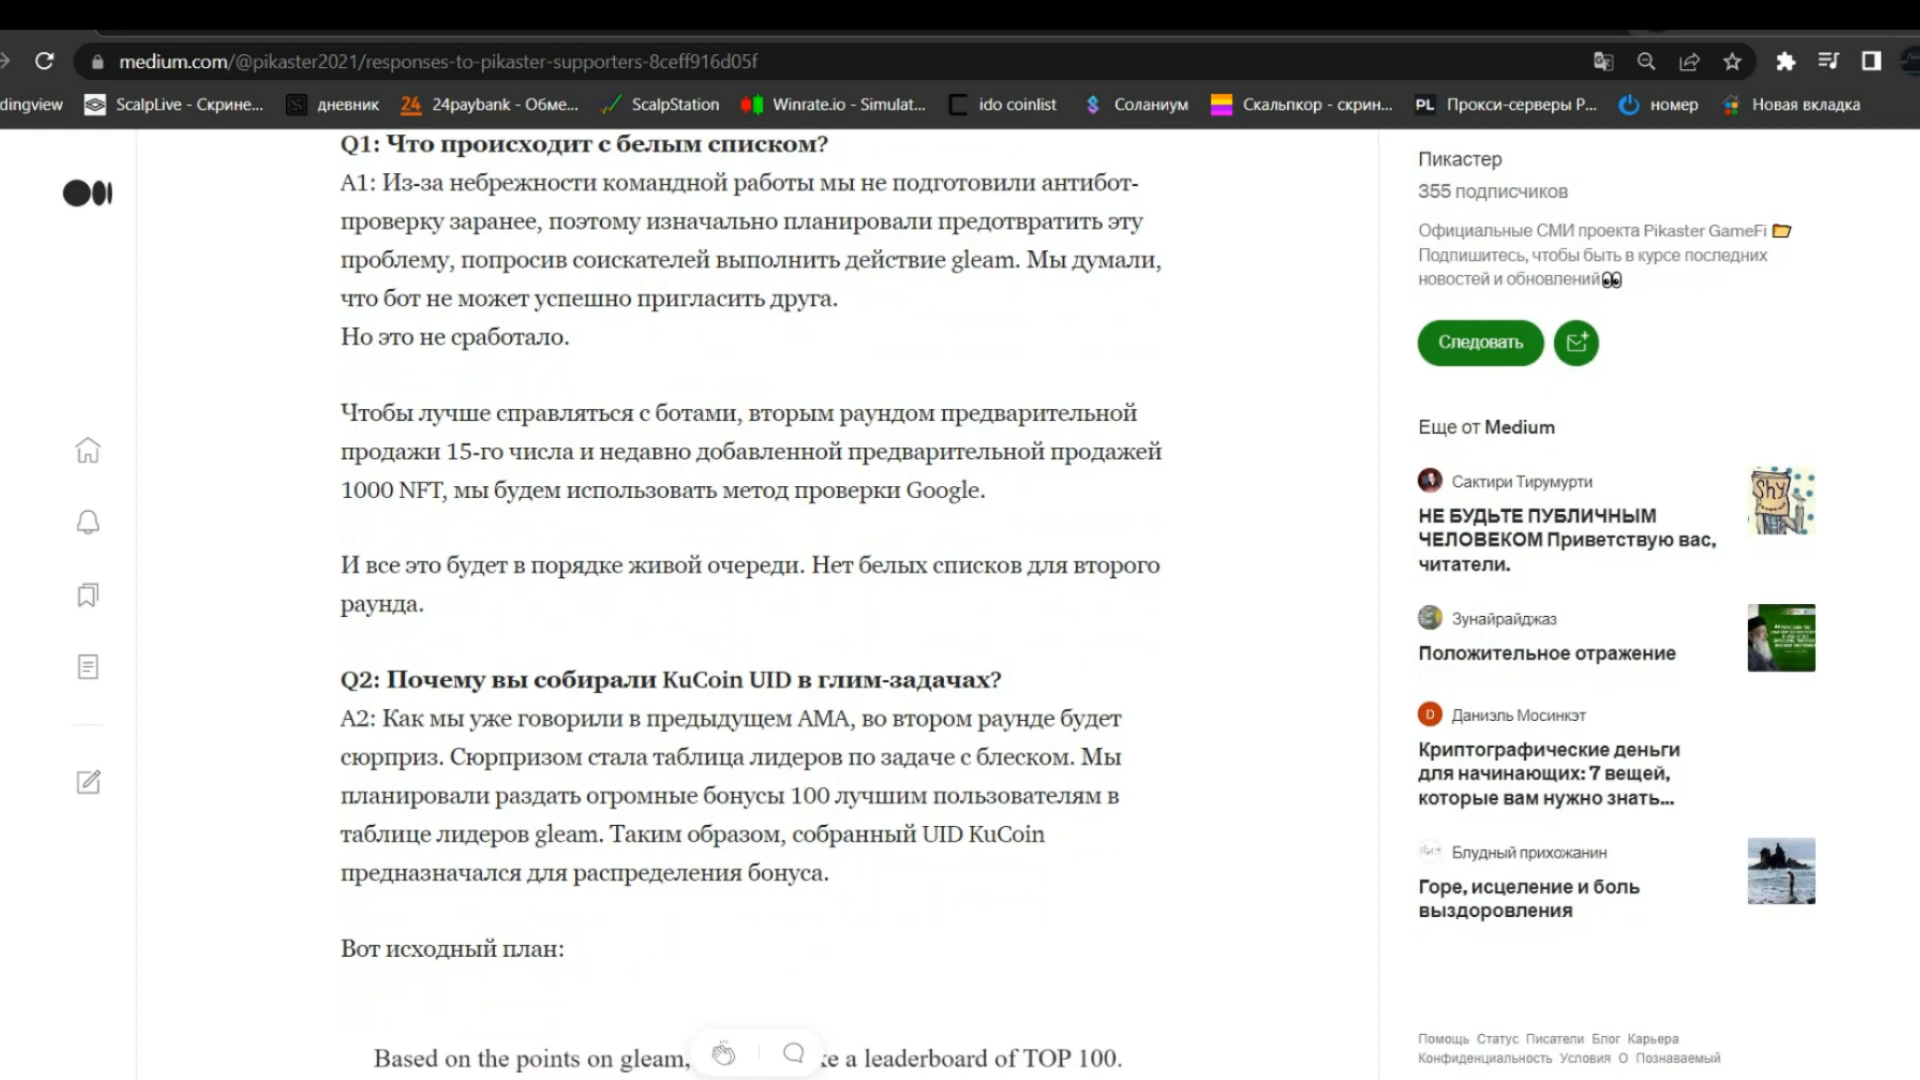 medium.com/@pikaster2021/responses-to-pikaster-supporters-8ceff916d05f
dingview ScalpLive - Скрине... дневник 24 24paybank - Обме... ScalpStation Winrate.io - Simulat... ido coinlist Соланиум Скальпкор - скрин... PL Прокси-серверы P... номер Новая вкладка
Q1: Что происходит с белым списком?
A1: Из-за небрежности командной работы мы не подготовили антибот-
проверку заранее, поэтому изначально планировали предотвратить эту
проблему, попросив соискателей выполнить действие gleam. Мы думали,
что бот не может успешно пригласить друга.
Но это не сработало.
Чтобы лучше справляться с ботами, вторым раундом предварительной
продажи 15-го числа и недавно добавленной предварительной продажей
1000 NFT, мы будем использовать метод проверки Google.
И все это будет в порядке живой очереди. Нет белых списков для второго
раунда.
Q2: Почему вы собирали KuCoin UID в глим-задачах?
A2: Как мы уже говорили в предыдущем AMA, во втором раунде будет
сюрприз. Сюрпризом стала таблица лидеров по задаче с блеском. Мы
планировали раздать огромные бонусы 100 лучшим пользователям в
таблице лидеров gleam. Таким образом, собранный UID KuCoin
предназначался для распределения бонуса.
Вот исходный план:
Based on the points on gleam, ke a leaderboard of TOP 100.
Пикастер
355 подписчиков
Официальные СМИ проекта Pikaster GameFi
Подпишитесь, чтобы быть в курсе последних
новостей и обновлений
Следовать
Еще от Medium
Сактири Тирумурти
НЕ БУДЬТЕ ПУБЛИЧНЫМ
ЧЕЛОВЕКОМ Приветствую вас,
читатели.
Shy
Зунайрайджаз
Положительное отражение
D Даниэль Мосинкэт
Криптографические деньги
для начинающих: 7 вещей,
которые вам нужно знать...
Блудный прихожанин
Горе, исцеление и боль
выздоровления
Помощь Статус Писатели Блог Карьера
Конфиденциальность Условия О Познаваемый